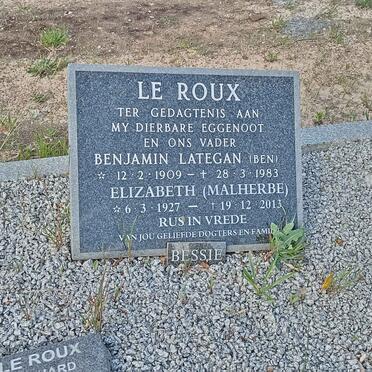 LE ROUX
TER GEDAGTENIS AAN
MY DIERBARE EGGENOOT
EN ONS VADER
BENJAMIN LATEGAN (BEN)
☆ 12·2·1909 – † 28·3·1983
ELIZABETH (MALHERBE)
☆ 6·3·1927 – † 19·12·2013
RUS IN VREDE
VAN JOU GELIEFDE DOGTERS EN FAMILIE
BESSIE
LE ROUX